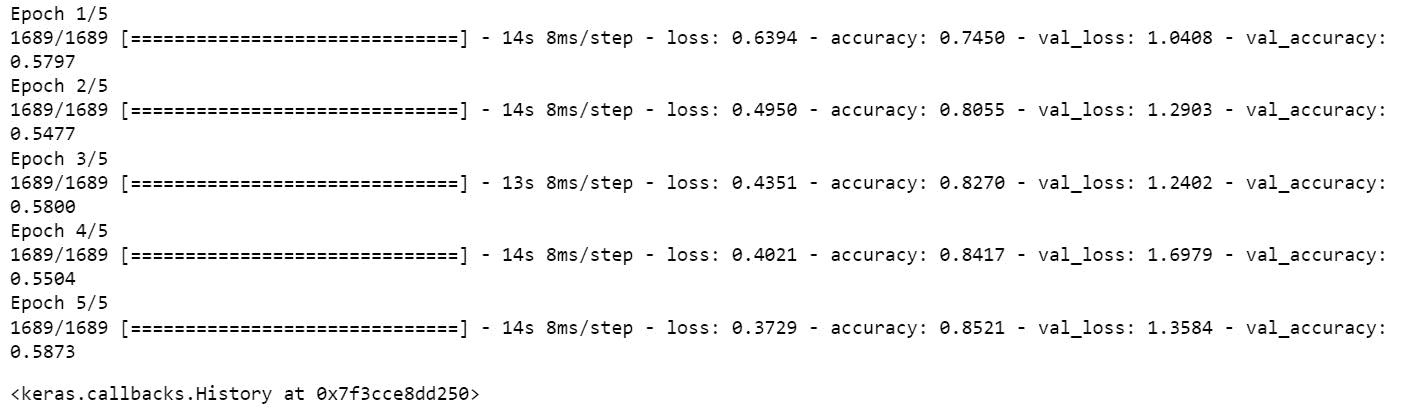 Epoch 1/5
1689/1689 [==============================] - 14s 8ms/step - loss: 0.6394 - accuracy: 0.7450 - val_loss: 1.0408 - val_accuracy:
0.5797
Epoch 2/5
1689/1689 [==============================] - 14s 8ms/step - loss: 0.4950 - accuracy: 0.8055 - val_loss: 1.2903 - val_accuracy:
0.5477
Epoch 3/5
1689/1689 [==============================] - 13s 8ms/step - loss: 0.4351 - accuracy: 0.8270 - val_loss: 1.2402 - val_accuracy:
0.5800
Epoch 4/5
1689/1689 [==============================] - 14s 8ms/step - loss: 0.4021 - accuracy: 0.8417 - val_loss: 1.6979 - val_accuracy:
0.5504
Epoch 5/5
1689/1689 [==============================] - 14s 8ms/step - loss: 0.3729 - accuracy: 0.8521 - val_loss: 1.3584 - val_accuracy:
0.5873
<keras.callbacks.History at 0x7f3cce8dd250>